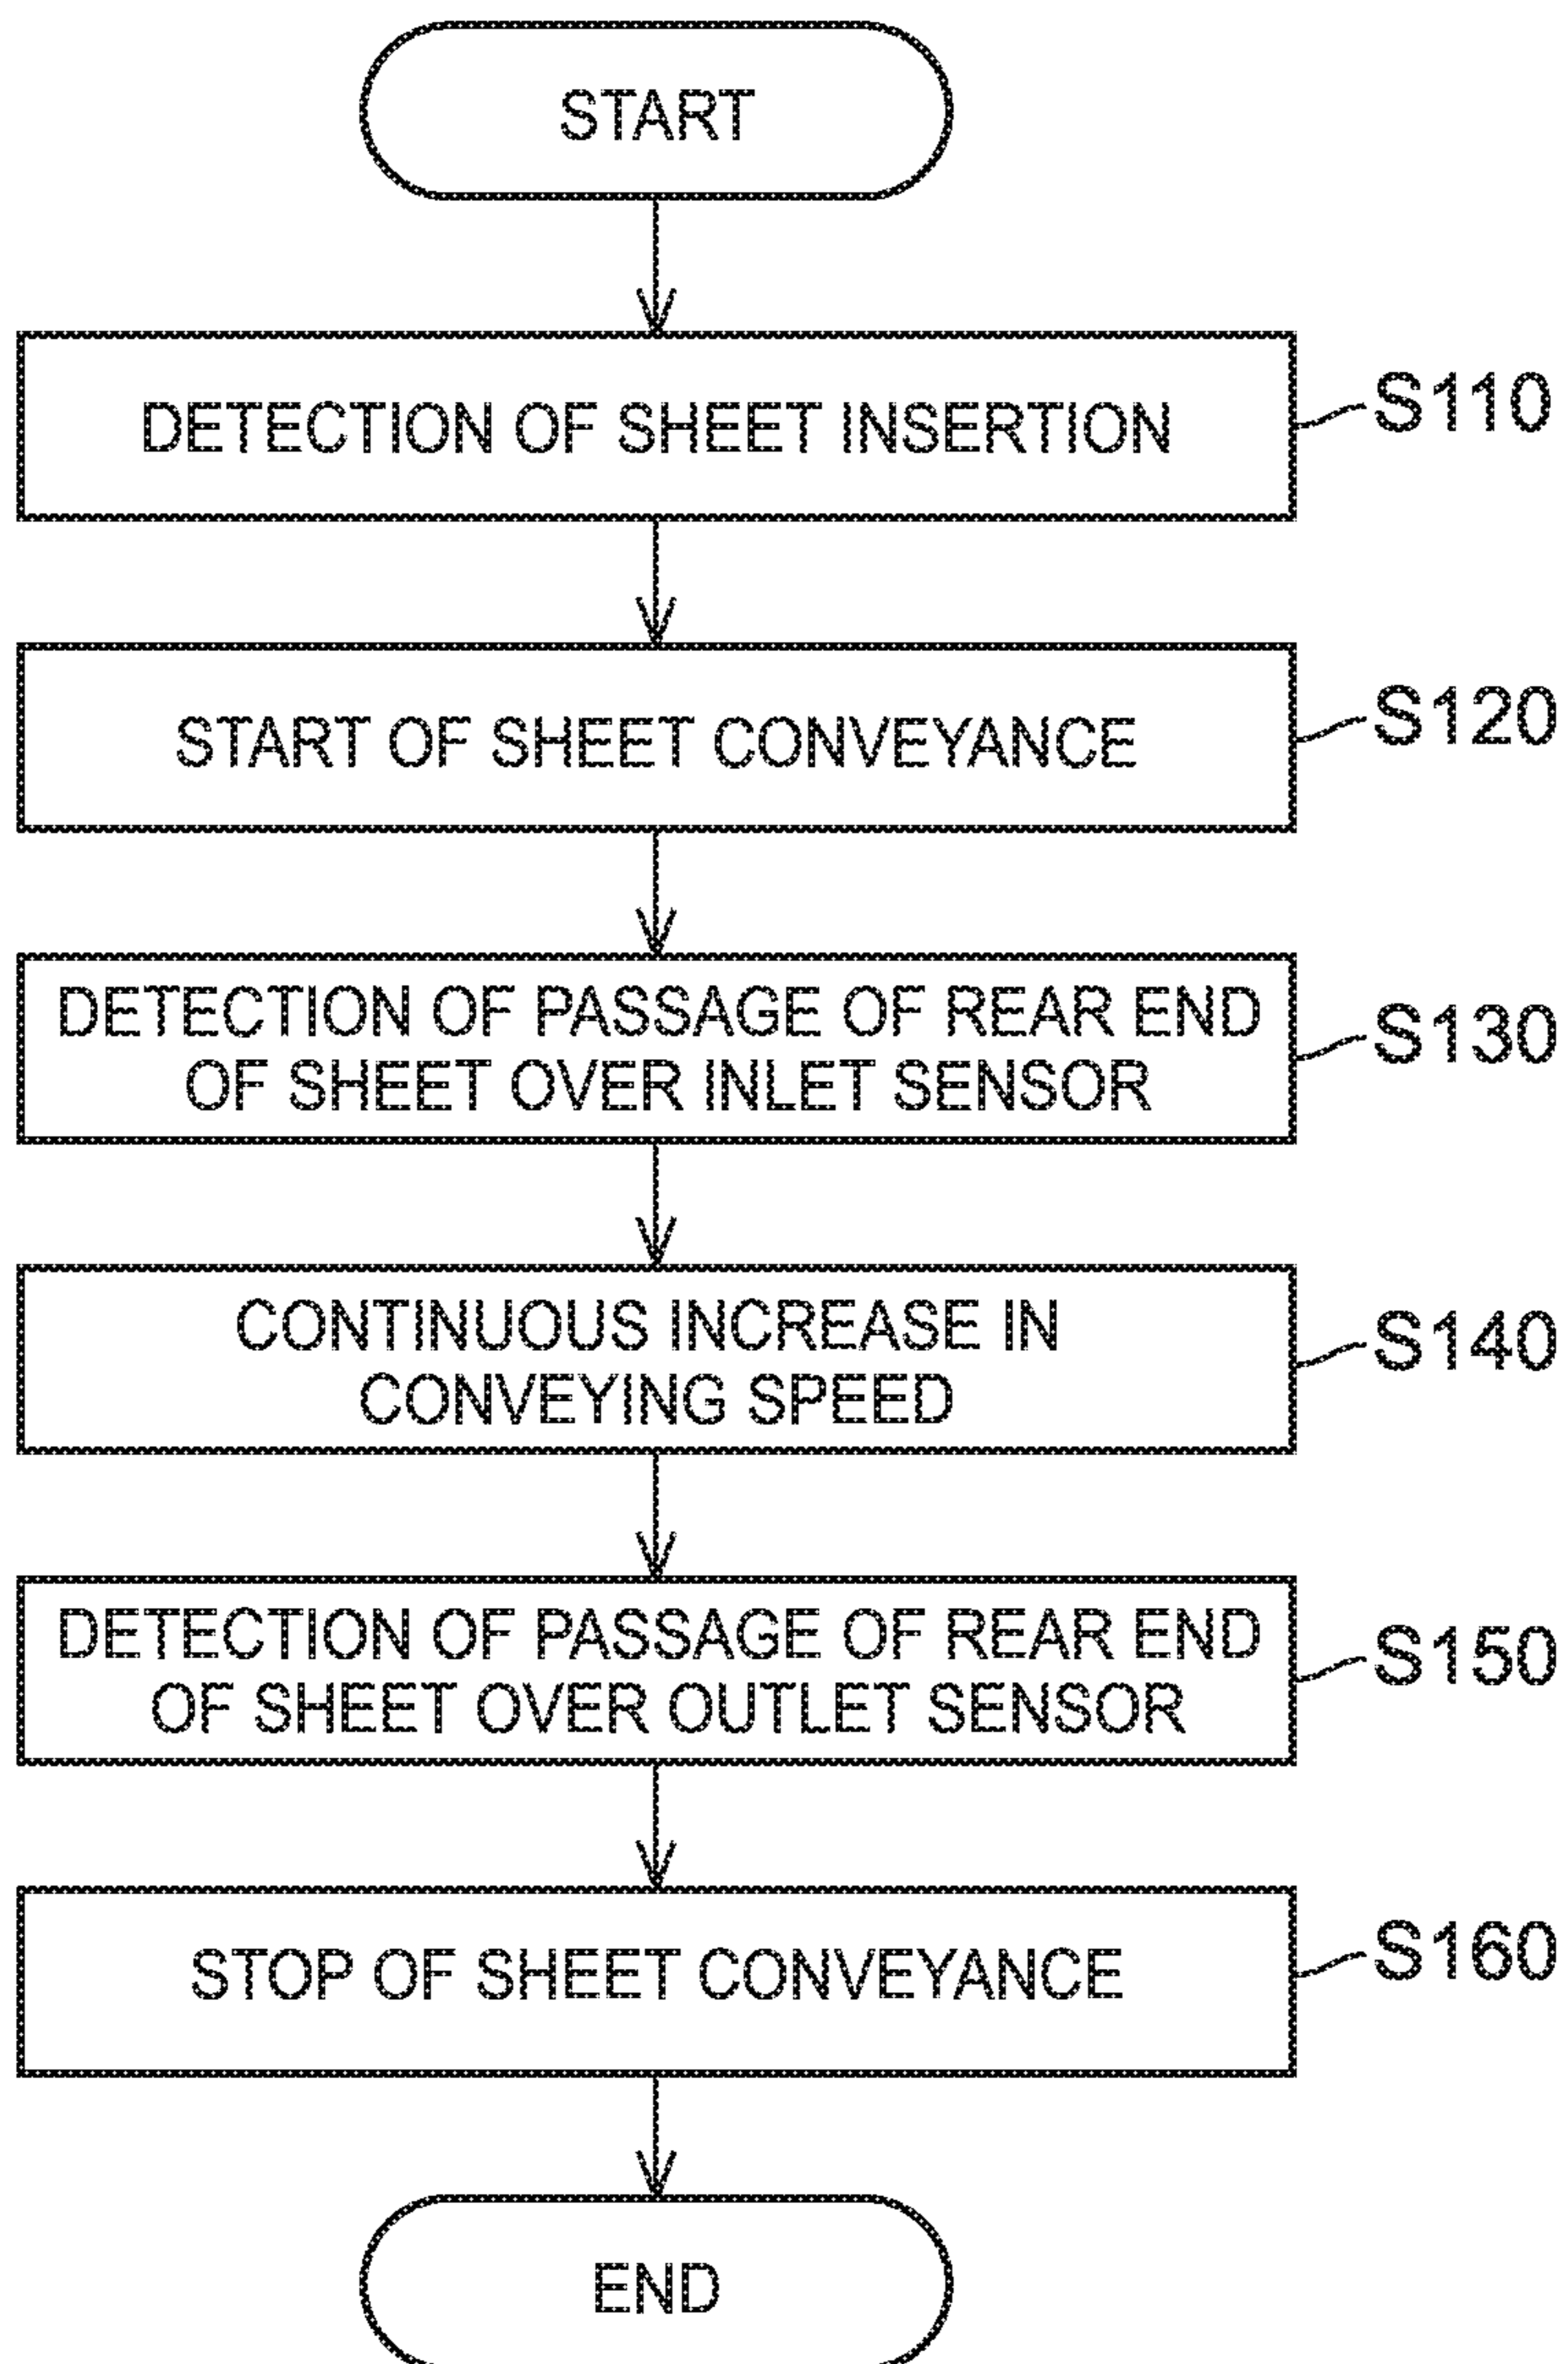 START
DETECTION OF SHEET INSERTION
S110
START OF SHEET CONVEYANCE
S120
DETECTION OF PASSAGE OF REAR END
OF SHEET OVER INLET SENSOR
S130
CONTINUOUS INCREASE IN
CONVEYING SPEED
S140
DETECTION OF PASSAGE OF REAR END
OF SHEET OVER OUTLET SENSOR
S150
STOP OF SHEET CONVEYANCE
S160
END